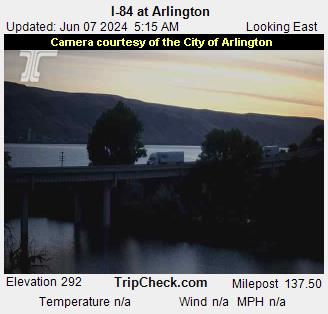 I-84 at Arlington
Updated: Jun 07 2024 5:15 AM Looking East
Camera courtesy of the City of Arlington
Elevation 292 TripCheck.com Milepost 137.50
Temperature n/a Wind n/a MPH n/a